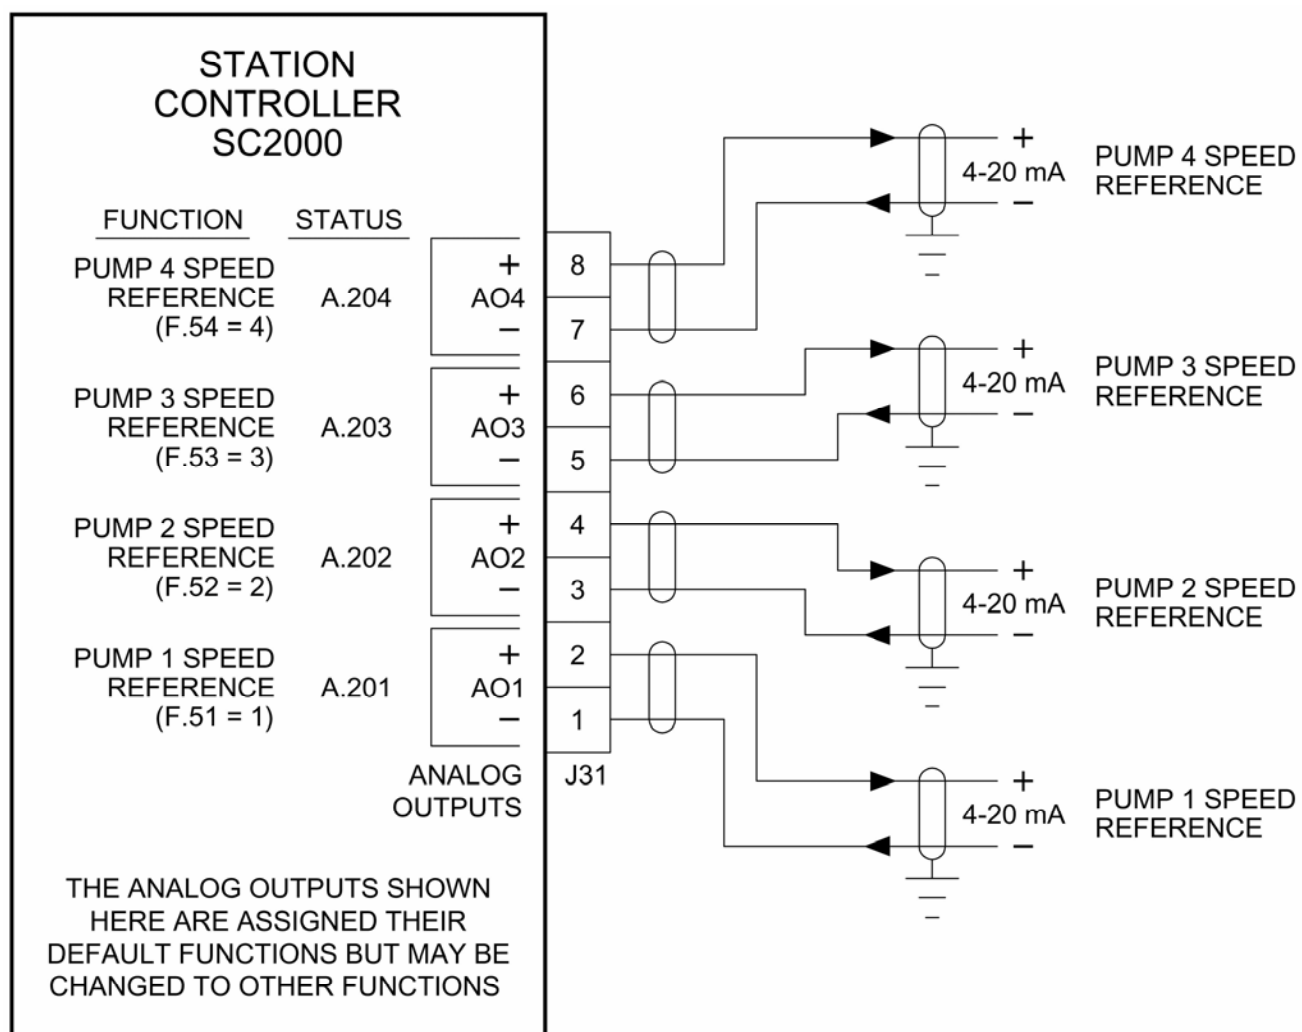 STATION
CONTROLLER
SC2000
FUNCTION STATUS
PUMP 4 SPEED
REFERENCE
(F.54 = 4)
A.204
+
AO4
−
8
7
PUMP 3 SPEED
REFERENCE
(F.53 = 3)
A.203
+
AO3
−
6
5
PUMP 2 SPEED
REFERENCE
(F.52 = 2)
A.202
+
AO2
−
4
3
PUMP 1 SPEED
REFERENCE
(F.51 = 1)
A.201
+
AO1
−
2
1
ANALOG
OUTPUTS
J31
THE ANALOG OUTPUTS SHOWN
HERE ARE ASSIGNED THEIR
DEFAULT FUNCTIONS BUT MAY BE
CHANGED TO OTHER FUNCTIONS
+
4-20 mA
−
PUMP 4 SPEED
REFERENCE
+
4-20 mA
−
PUMP 3 SPEED
REFERENCE
+
4-20 mA
−
PUMP 2 SPEED
REFERENCE
+
4-20 mA
−
PUMP 1 SPEED
REFERENCE